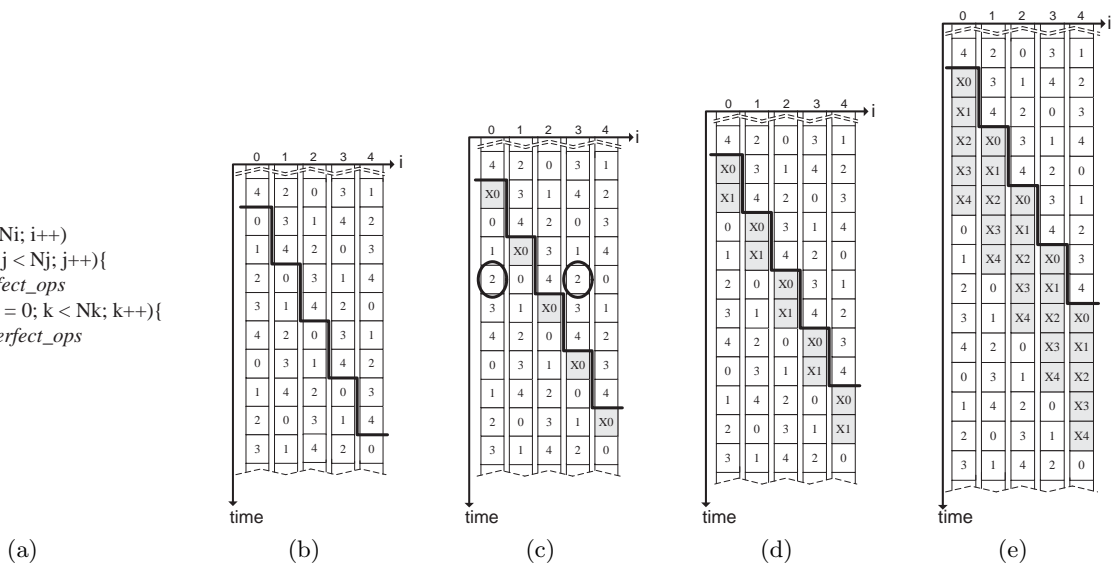 Ni; i++)
j < Nj; j++){
fect_ops
= 0; k < Nk; k++){
erfect_ops
(a)
0 1 2 3 4 i
4 2 0 3 1
0 3 1 4 2
1 4 2 0 3
2 0 3 1 4
3 1 4 2 0
4 2 0 3 1
0 3 1 4 2
1 4 2 0 3
2 0 3 1 4
3 1 4 2 0
time
(b)
0 1 2 3 4 i
4 2 0 3 1
X0 3 1 4 2
0 4 2 0 3
1 X0 3 1 4
2 0 4 2 0
3 1 X0 3 1
4 2 0 4 2
0 3 1 X0 3
1 4 2 0 4
2 0 3 1 X0
3 1 4 2 0
time
(c)
0 1 2 3 4 i
4 2 0 3 1
X0 3 1 4 2
X1 4 2 0 3
0 X0 3 1 4
1 X1 4 2 0
2 0 X0 3 1
3 1 X1 4 2
4 2 0 X0 3
0 3 1 X1 4
1 4 2 0 X0
2 0 3 1 X1
3 1 4 2 0
time
(d)
0 1 2 3 4 i
4 2 0 3 1
X0 3 1 4 2
X1 4 2 0 3
X2 X0 3 1 4
X3 X1 4 2 0
X4 X2 X0 3 1
0 X3 X1 4 2
1 X4 X2 X0 3
2 0 X3 X1 4
3 1 X4 X2 X0
4 2 0 X3 X1
0 3 1 X4 X2
1 4 2 0 X3
2 0 3 1 X4
3 1 4 2 0
time
(e)